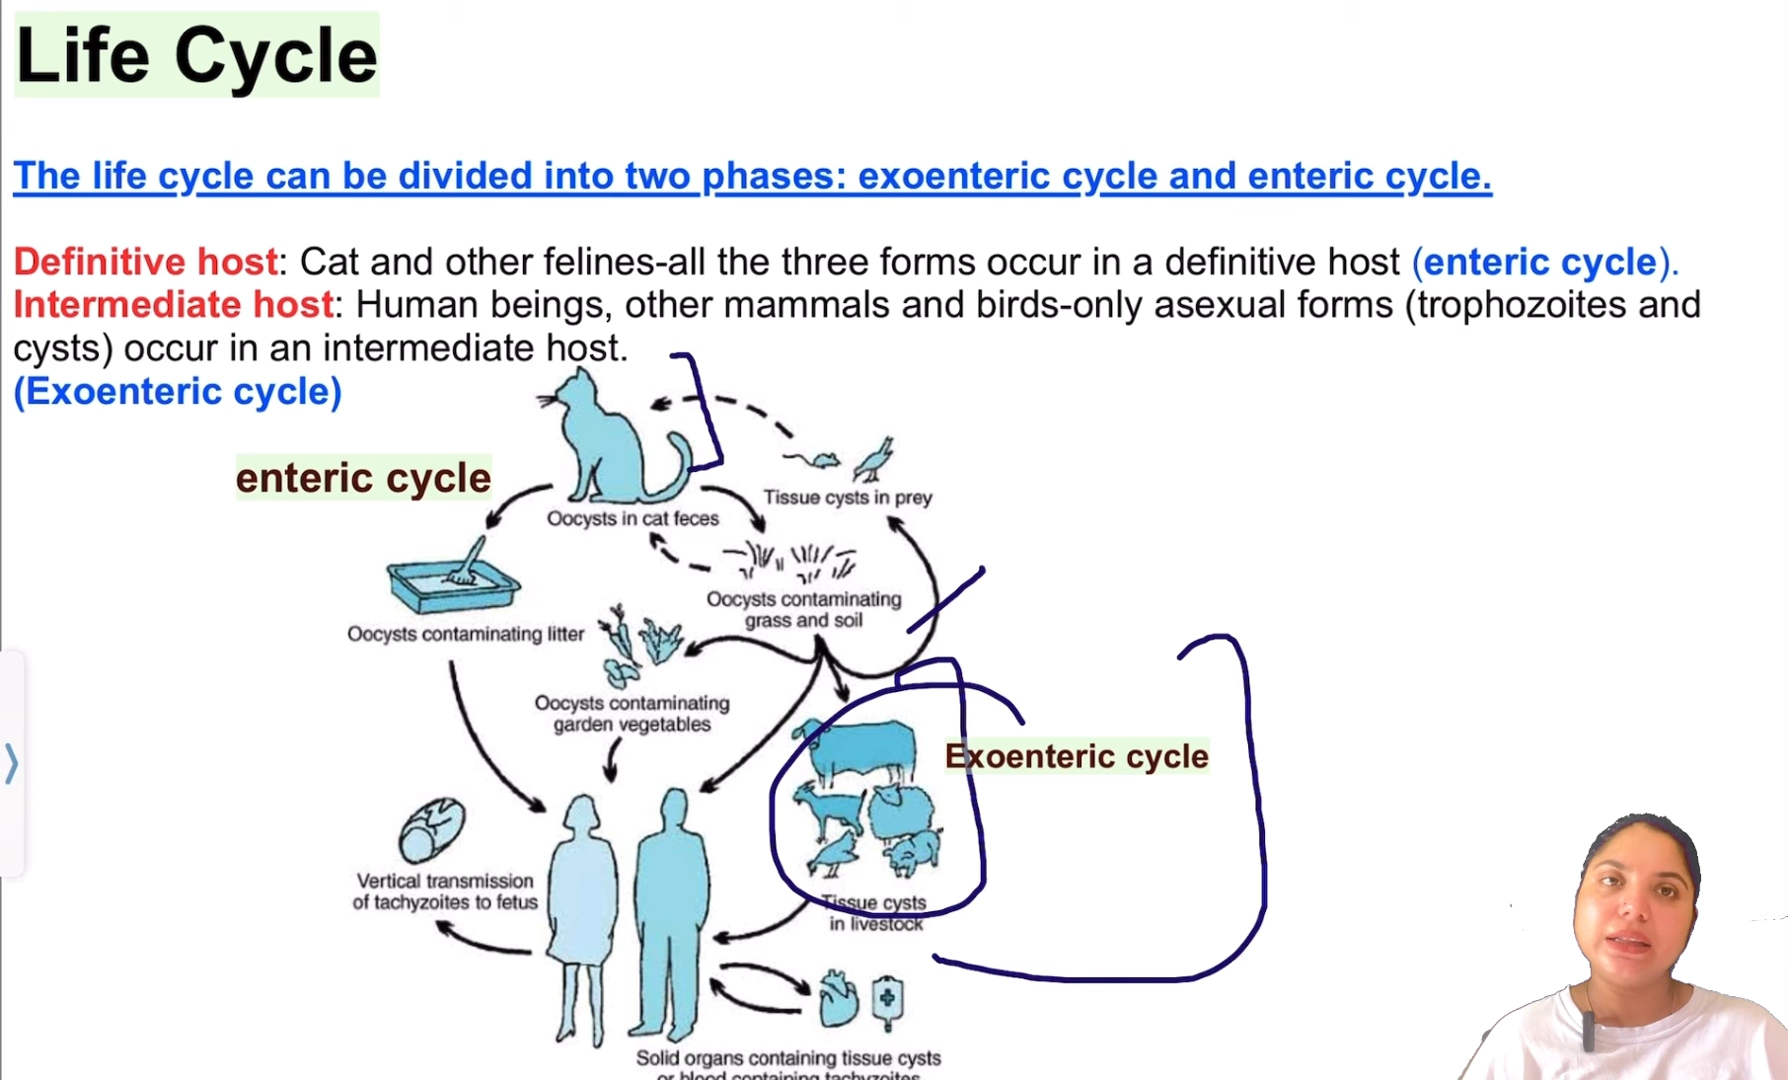 Life Cycle
The life cycle can be divided into two phases: exoenteric cycle and enteric cycle.
Definitive host: Cat and other felines-all the three forms occur in a definitive host (enteric cycle).
Intermediate host: Human beings, other mammals and birds-only asexual forms (trophozoites and
cysts) occur in an intermediate host.
(Exoenteric cycle)
enteric cycle
Tissue cysts in prey
Oocysts in cat feces
Oocysts contaminating
grass and soil
Oocysts contaminating litter
Oocysts contaminating
garden vegetables
Exoenteric cycle
Vertical transmission
of tachyzoites to fetus
Tissue cysts
in livestock
Solid organs containing tissue cysts
or blood containing tachyzoites